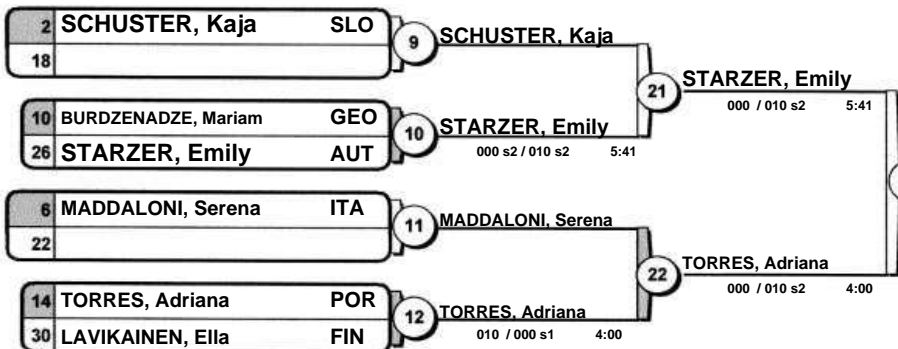 2 SCHUSTER, Kaja SLO
18
9
SCHUSTER, Kaja
10 BURDZENADZE, Mariam GEO
26 STARZER, Emily AUT
10
STARZER, Emily
000 s2 / 010 s2 5:41
21
STARZER, Emily
000 / 010 s2 5:41
6 MADDALONI, Serena ITA
22
11
MADDALONI, Serena
14 TORRES, Adriana POR
30 LAVIKAINEN, Ella FIN
12
TORRES, Adriana
010 / 000 s1 4:00
22
TORRES, Adriana
000 / 010 s2 4:00